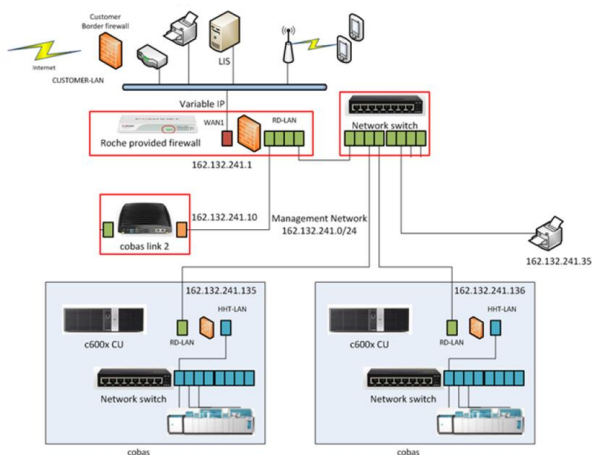 Customer
Border firewall
Internet
CUSTOMER-LAN
LIS
Variable IP
WAN1
RD-LAN
Roche provided firewall
Network switch
162.132.241.1
162.132.241.10
cobas link 2
Management Network
162.132.241.0/24
162.132.241.35
162.132.241.135
HHT-LAN
c600x CU
RD-LAN
Network switch
cobas
162.132.241.136
HHT-LAN
c600x CU
RD-LAN
Network switch
cobas